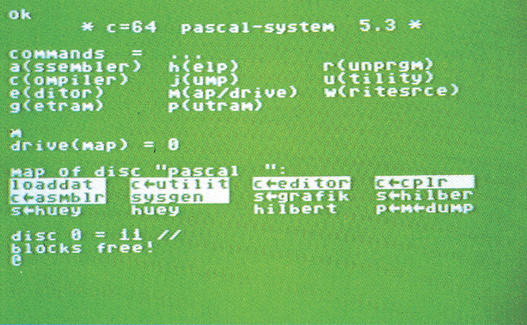 ok
* c=64 pascal-system 5.3 *
commands = ...
a(ssembler) h(elp) r(unprgm)
c(ompiler) j(ump) u(tility)
e(ditor) m(ap/drive) w(ritesrce)
g(etram) p(utram)
m
drive(map) = 0
map of disc "pascal ":
loaddat c←utilit c←editor c←cplr
c←asmblr sysgen s←grafik s←hilber
s←huey huey hilbert p←m←dump
disc 0 = 11 //
blocks free!
@